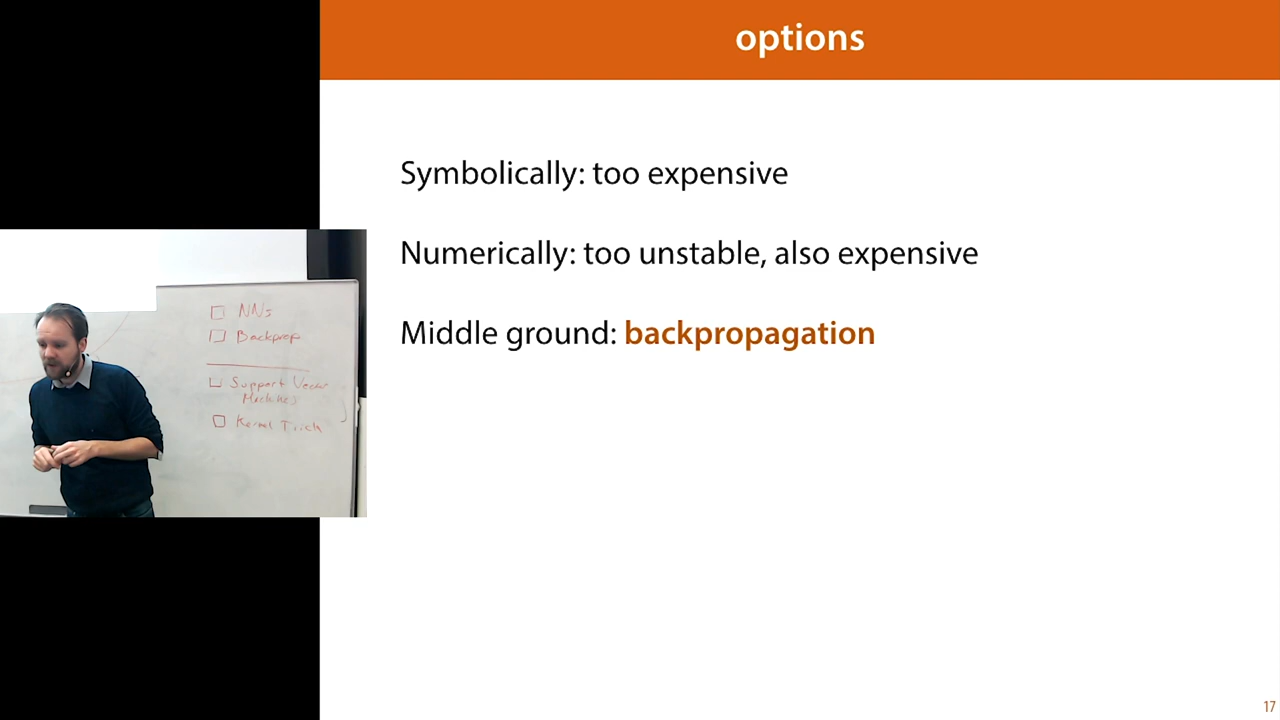 options
Symbolically: too expensive
Numerically: too unstable, also expensive
Middle ground: backpropagation
NNs
Backprop
Support Vector
Machines
Kernel Trick
17